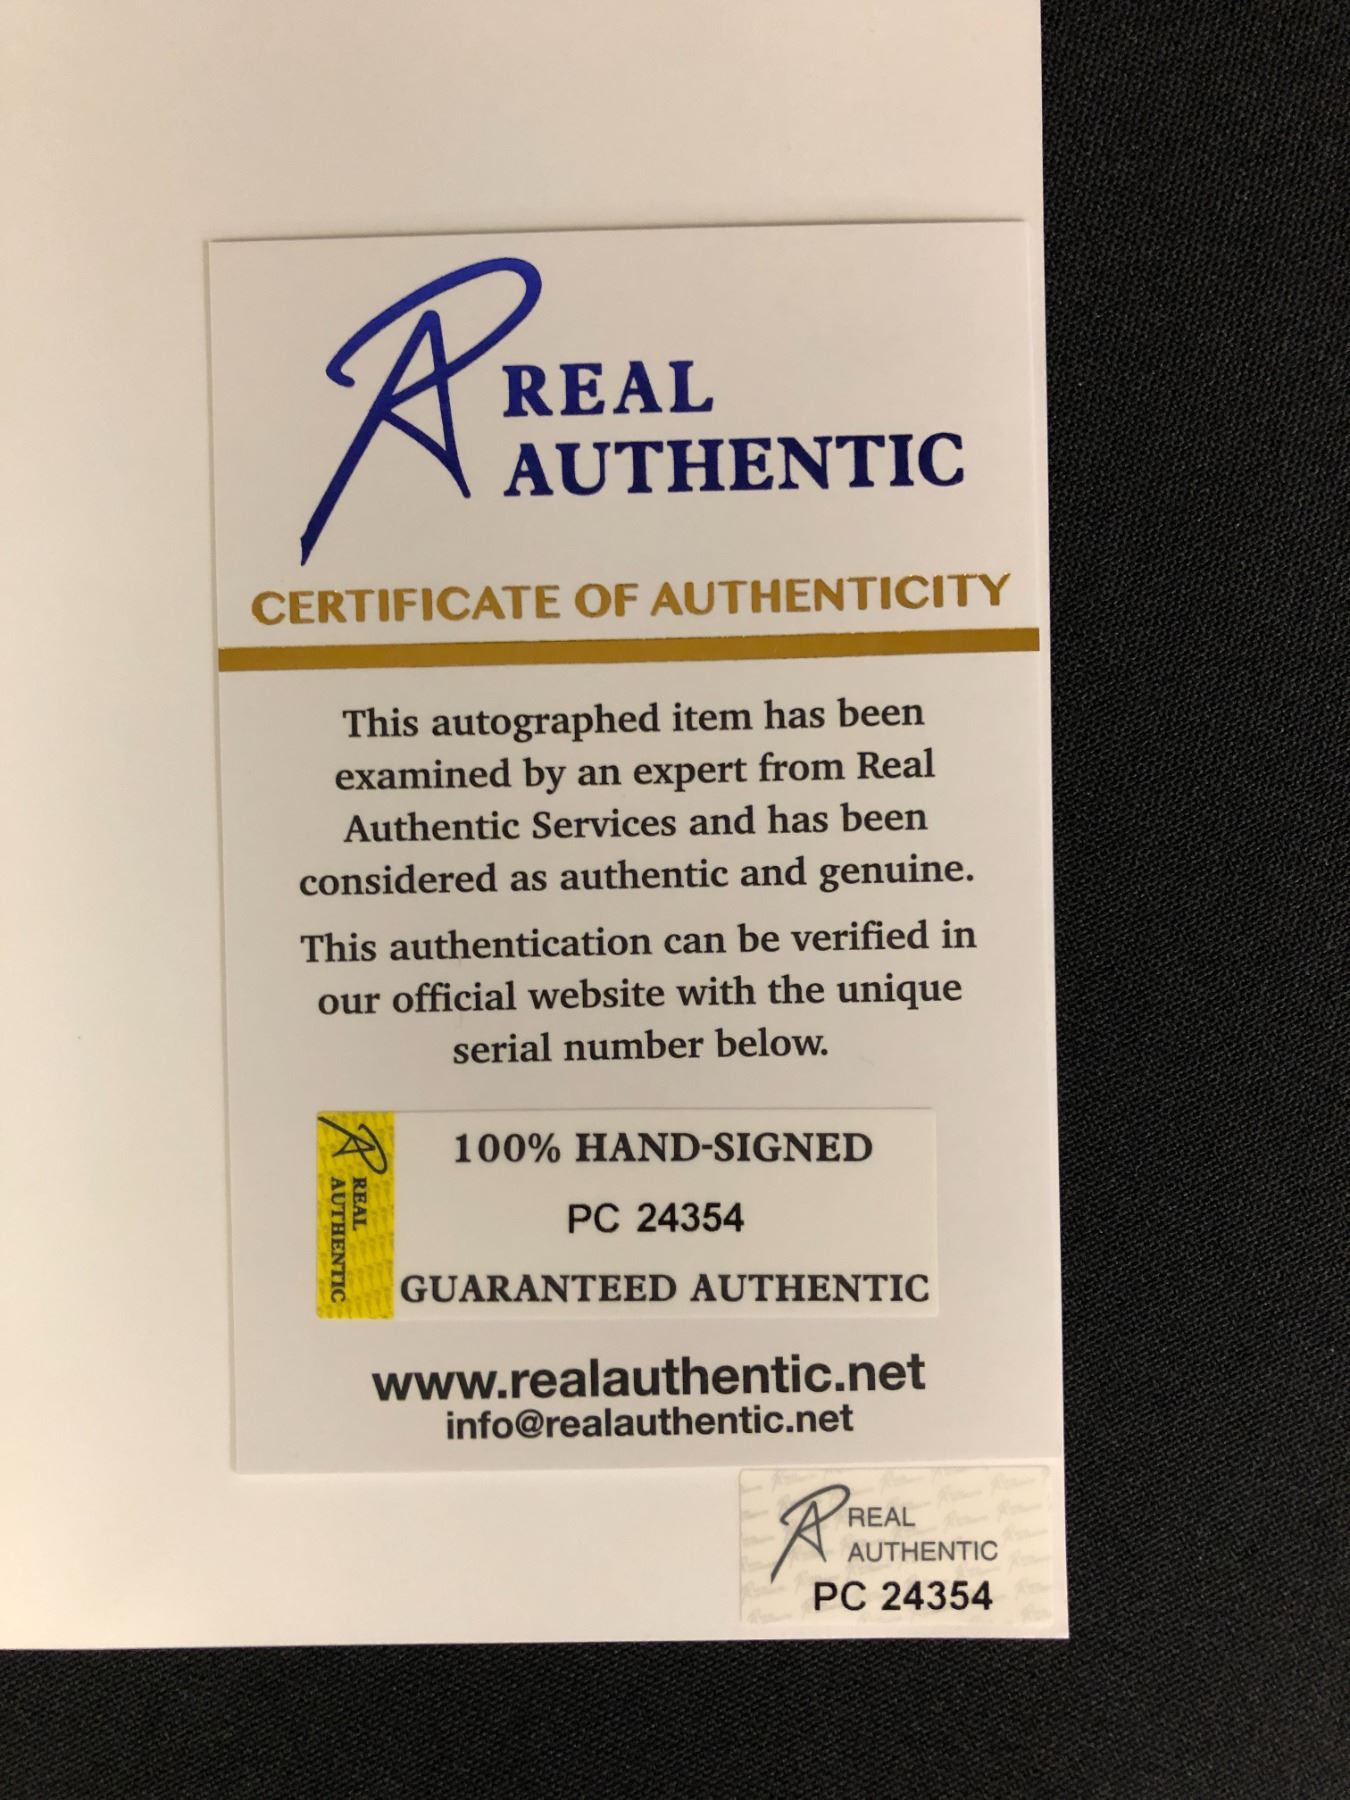 REAL
AUTHENTIC
CERTIFICATE OF AUTHENTICITY
This autographed item has been
examined by an expert from Real
Authentic Services and has been
considered as authentic and genuine.
This authentication can be verified in
our official website with the unique
serial number below.
REAL
AUTHENTIC
100% HAND-SIGNED
PC 24354
GUARANTEED AUTHENTIC
www.realauthentic.net
info@realauthentic.net
REAL
AUTHENTIC
PC 24354